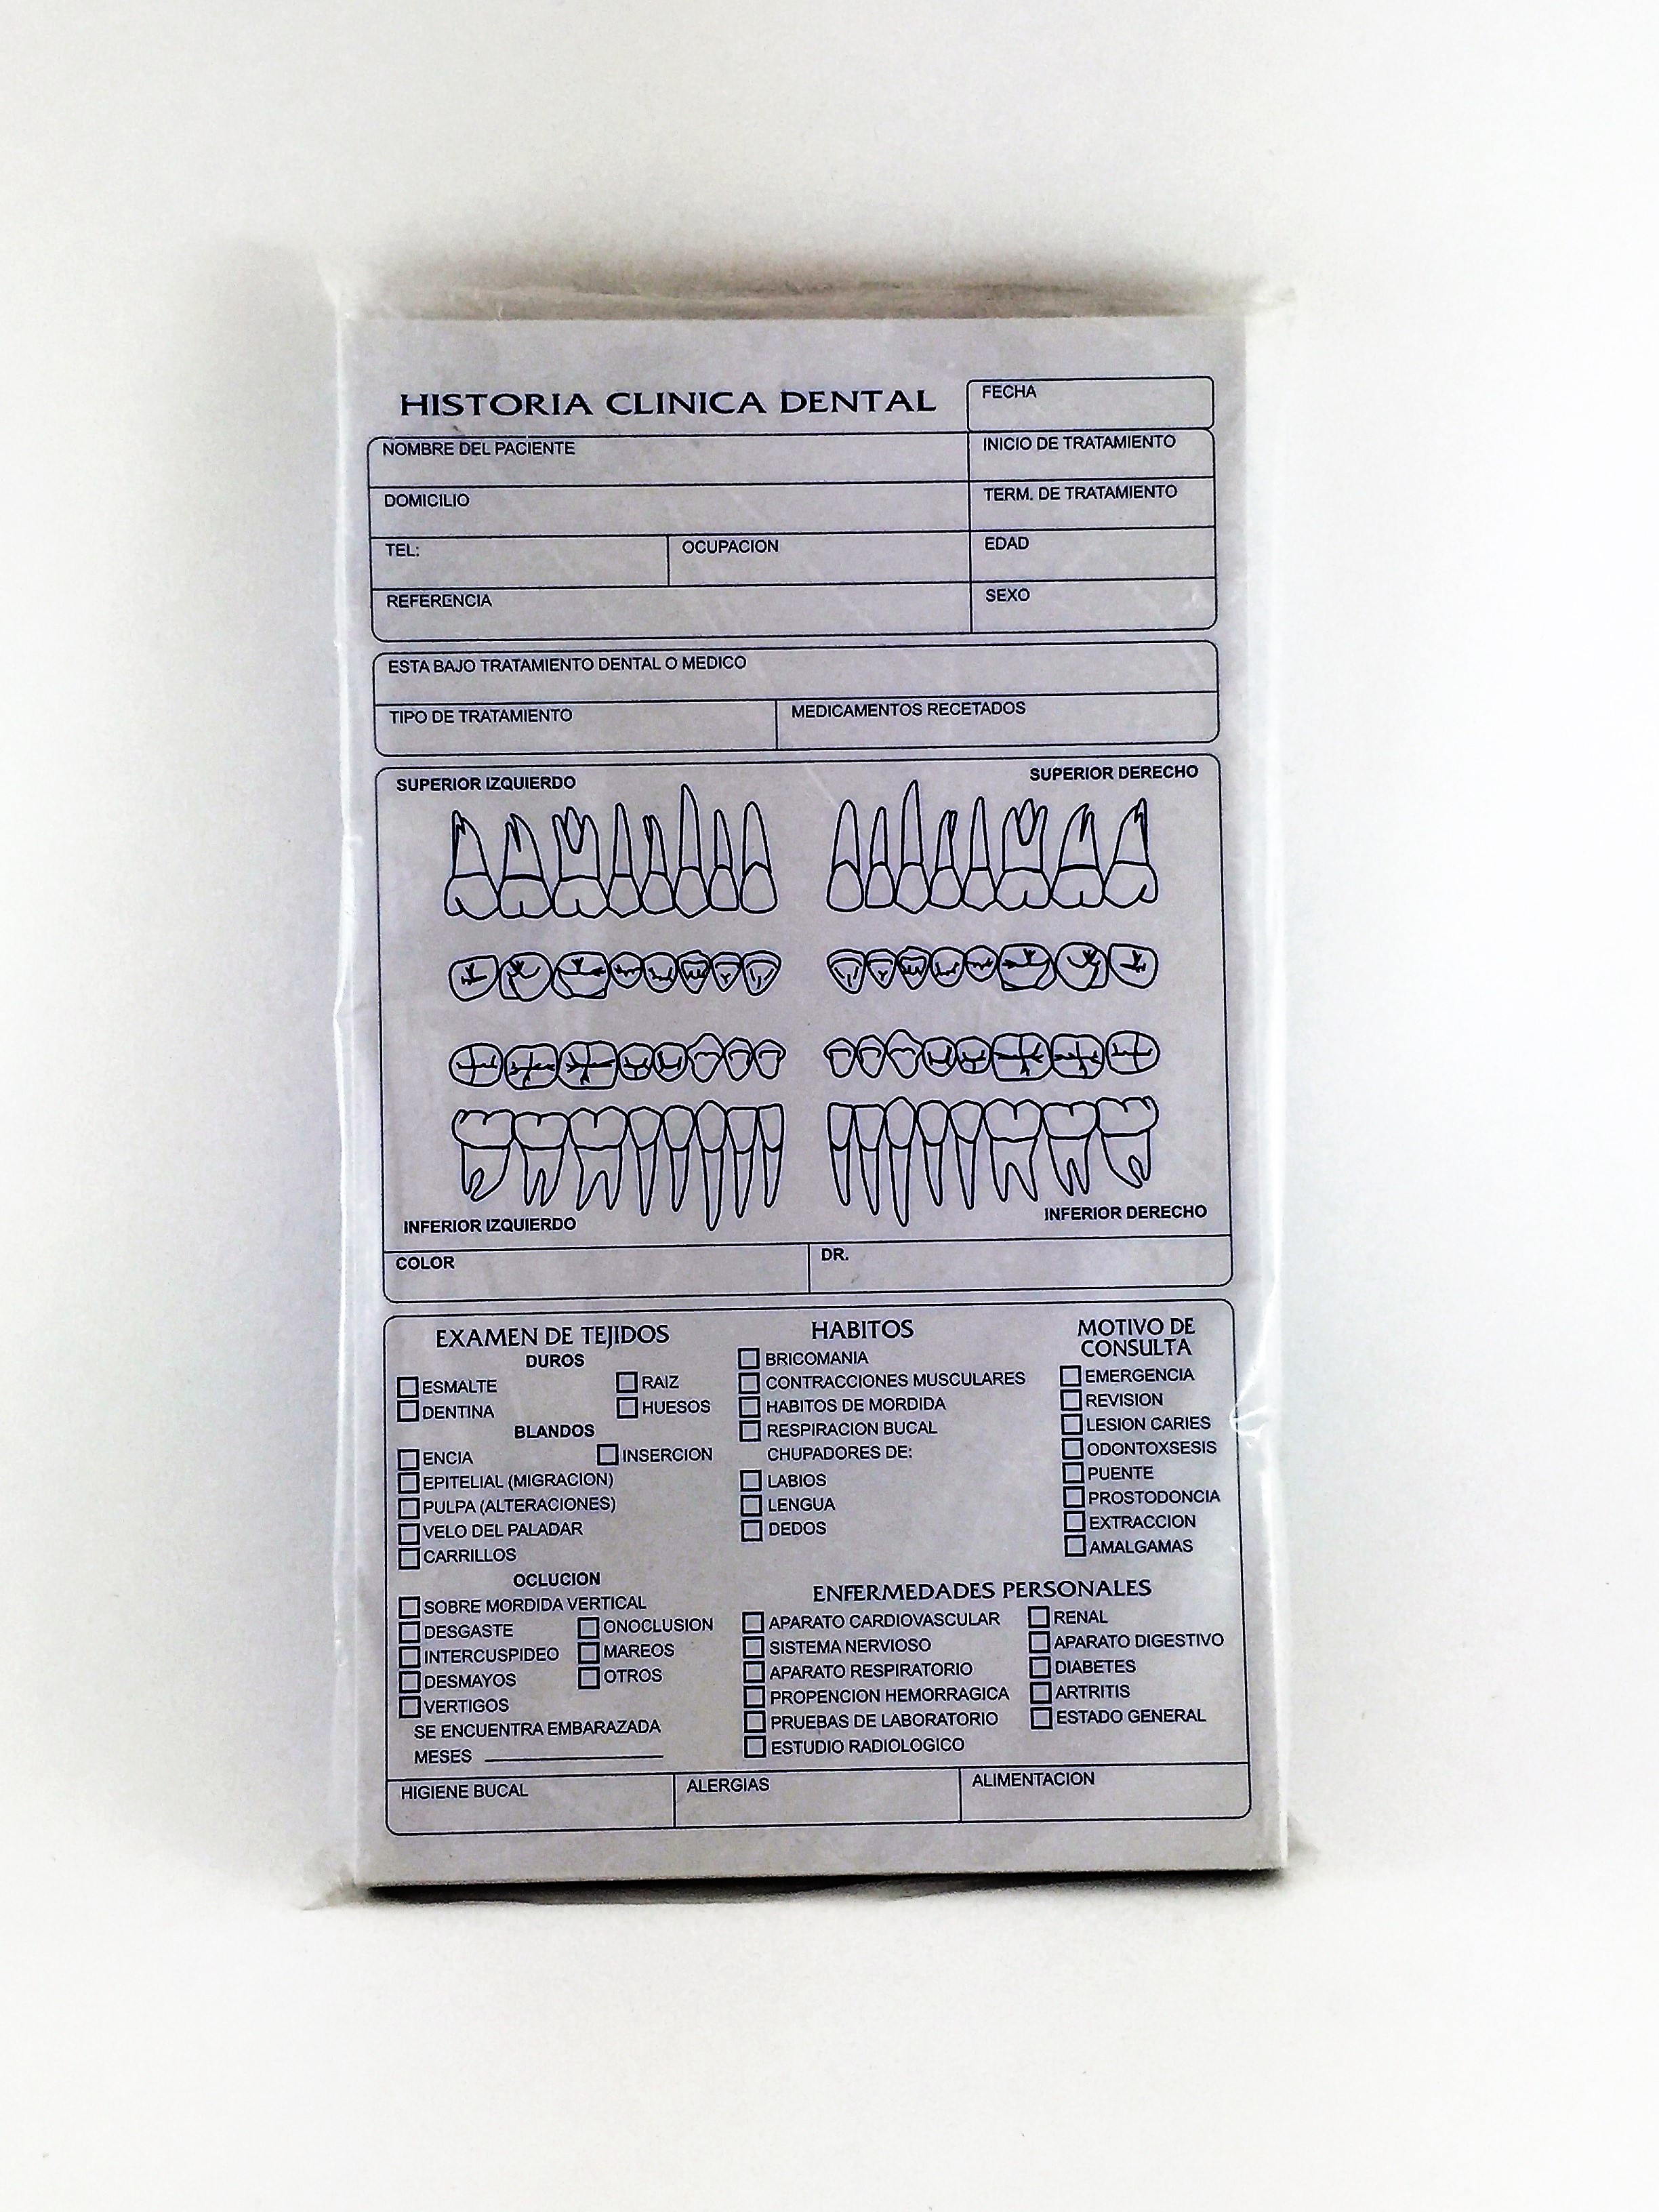 HISTORIA CLINICA DENTAL
FECHA
NOMBRE DEL PACIENTE
INICIO DE TRATAMIENTO
DOMICILIO
TERM. DE TRATAMIENTO
TEL:
OCUPACION
EDAD
REFERENCIA
SEXO
ESTA BAJO TRATAMIENTO DENTAL O MEDICO
TIPO DE TRATAMIENTO
MEDICAMENTOS RECETADOS
SUPERIOR IZQUIERDO
SUPERIOR DERECHO
INFERIOR IZQUIERDO
INFERIOR DERECHO
COLOR
DR.
EXAMEN DE TEJIDOS
DUROS
ESMALTE
RAIZ
DENTINA
HUESOS
BLANDOS
ENCIA
INSERCION
EPITELIAL (MIGRACION)
PULPA (ALTERACIONES)
VELO DEL PALADAR
CARRILLOS
OCLUCION
SOBRE MORDIDA VERTICAL
DESGASTE
ONOCLUSION
INTERCUSPIDEO
MAREOS
DESMAYOS
OTROS
VERTIGOS
SE ENCUENTRA EMBARAZADA
MESES
HABITOS
BRICOMANIA
CONTRACCIONES MUSCULARES
HABITOS DE MORDIDA
RESPIRACION BUCAL
CHUPADORES DE:
LABIOS
LENGUA
DEDOS
MOTIVO DE
CONSULTA
EMERGENCIA
REVISION
LESION CARIES
ODONTOXSESIS
PUENTE
PROSTODONCIA
EXTRACCION
AMALGAMAS
ENFERMEDADES PERSONALES
APARATO CARDIOVASCULAR
RENAL
SISTEMA NERVIOSO
APARATO DIGESTIVO
APARATO RESPIRATORIO
DIABETES
PROPENCION HEMORRAGICA
ARTRITIS
PRUEBAS DE LABORATORIO
ESTADO GENERAL
ESTUDIO RADIOLOGICO
HIGIENE BUCAL
ALERGIAS
ALIMENTACION